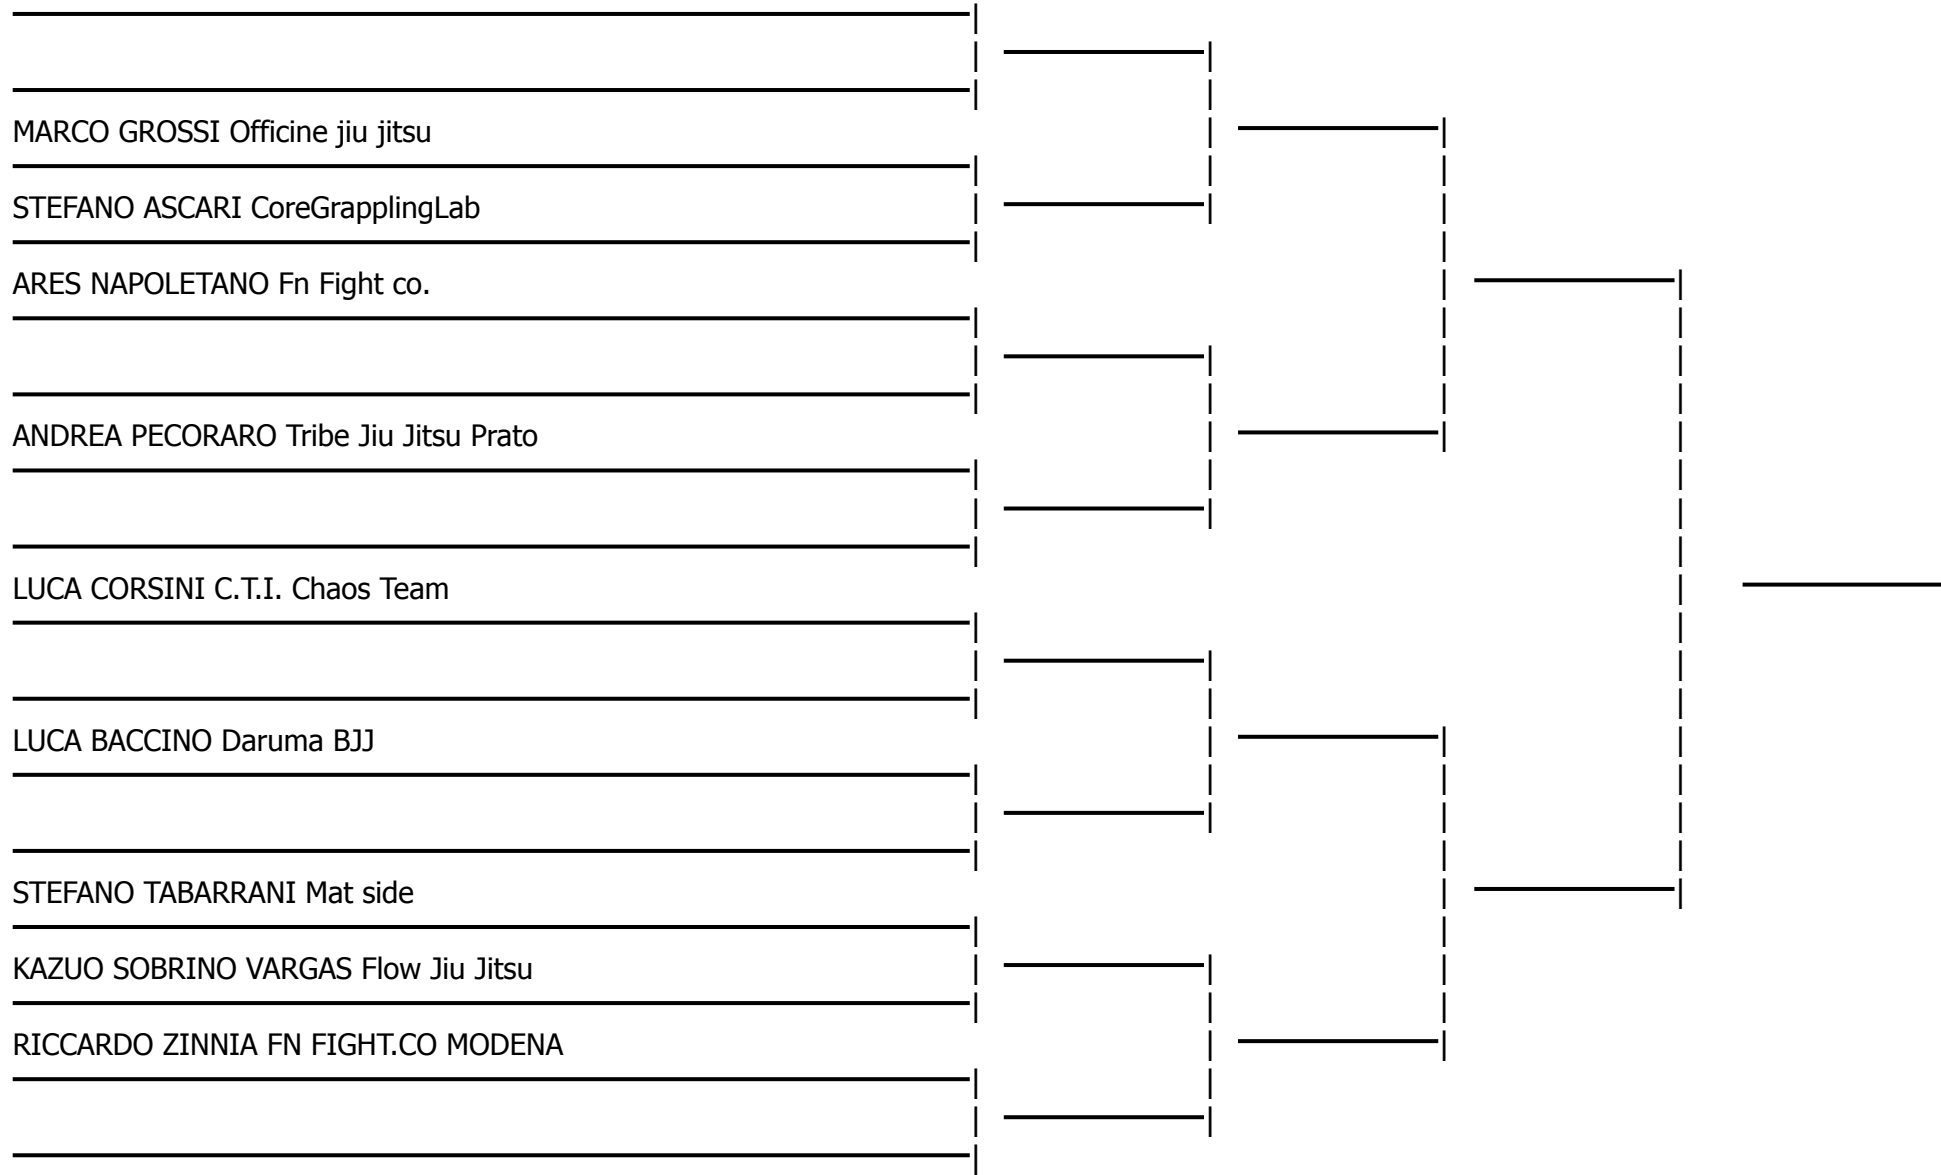 MARCO GROSSI Officine jiu jitsu
STEFANO ASCARI CoreGrapplingLab
ARES NAPOLETANO Fn Fight co.
ANDREA PECORARO Tribe Jiu Jitsu Prato
LUCA CORSINI C.T.I. Chaos Team
LUCA BACCINO Daruma BJJ
STEFANO TABARRANI Mat side
KAZUO SOBRINO VARGAS Flow Jiu Jitsu
RICCARDO ZINNIA FN FIGHT.CO MODENA